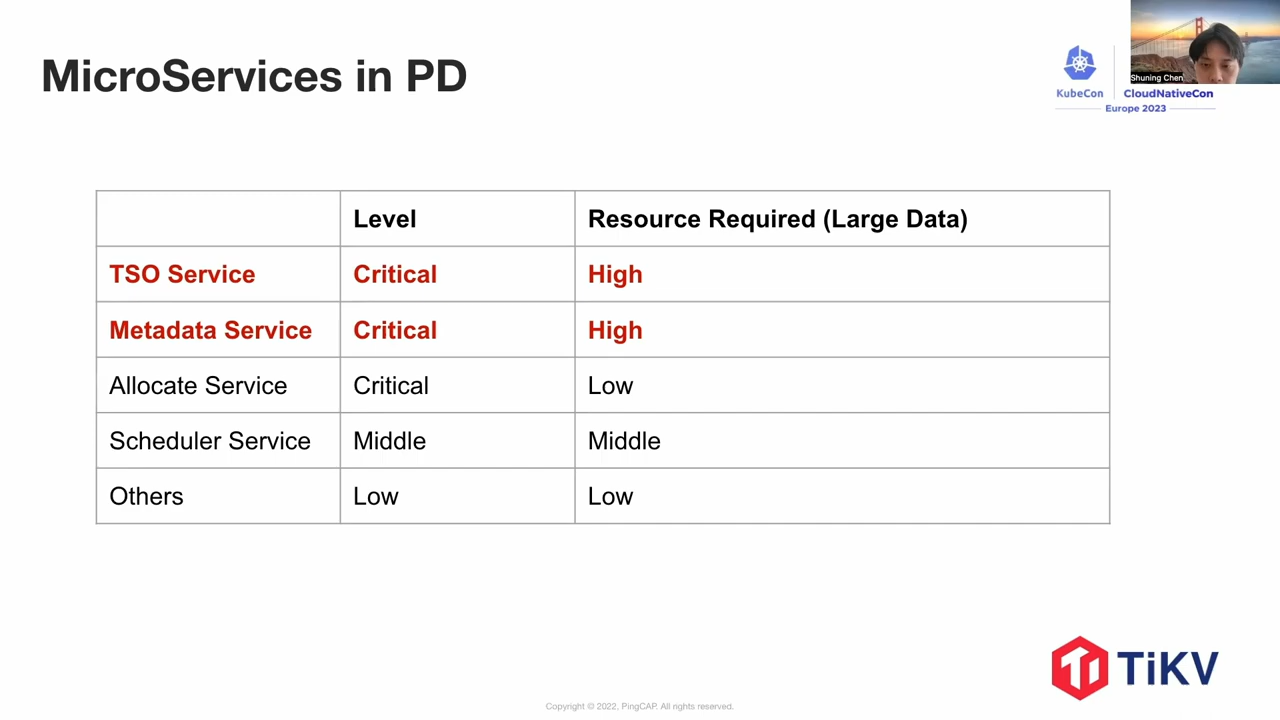 MicroServices in PD
Shuning Chen
KubeCon CloudNativeCon
Europe 2023
Level Resource Required (Large Data)
TSO Service Critical High
Metadata Service Critical High
Allocate Service Critical Low
Scheduler Service Middle Middle
Others Low Low
TiKV
Copyright © 2022, PingCAP. All rights reserved.